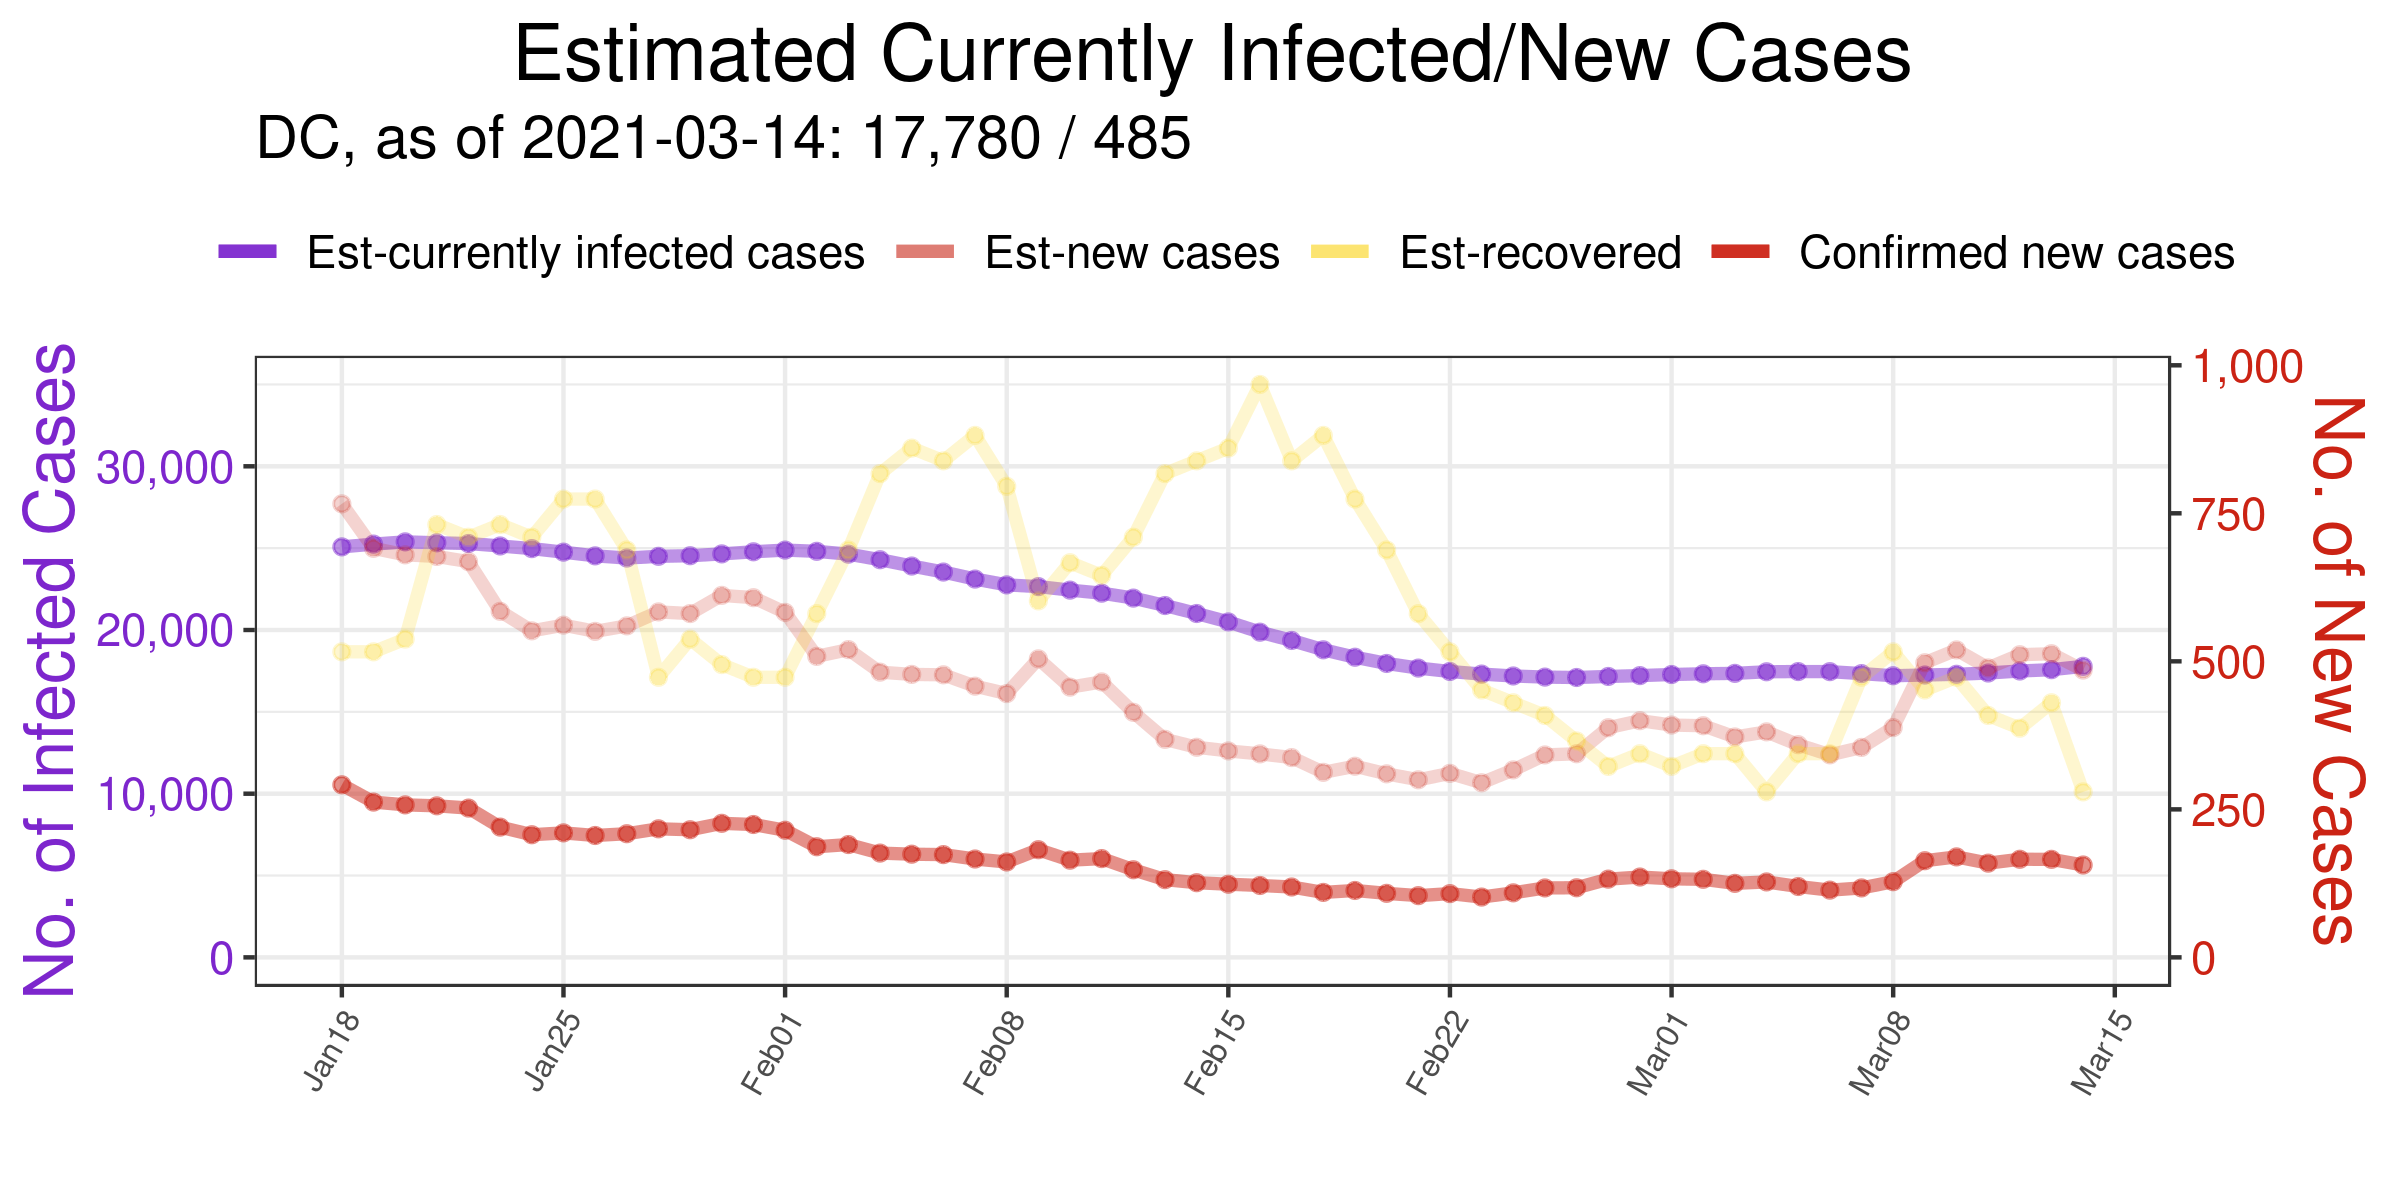 Estimated Currently Infected/New Cases
DC, as of 2021-03-14: 17,780 / 485
Est-currently infected cases
Est-new cases
Est-recovered
Confirmed new cases
No. of Infected Cases
30,000
20,000
10,000
0
1,000
750
500
250
0
No. of New Cases
Jan18
Jan25
Feb01
Feb08
Feb15
Feb22
Mar01
Mar08
Mar15